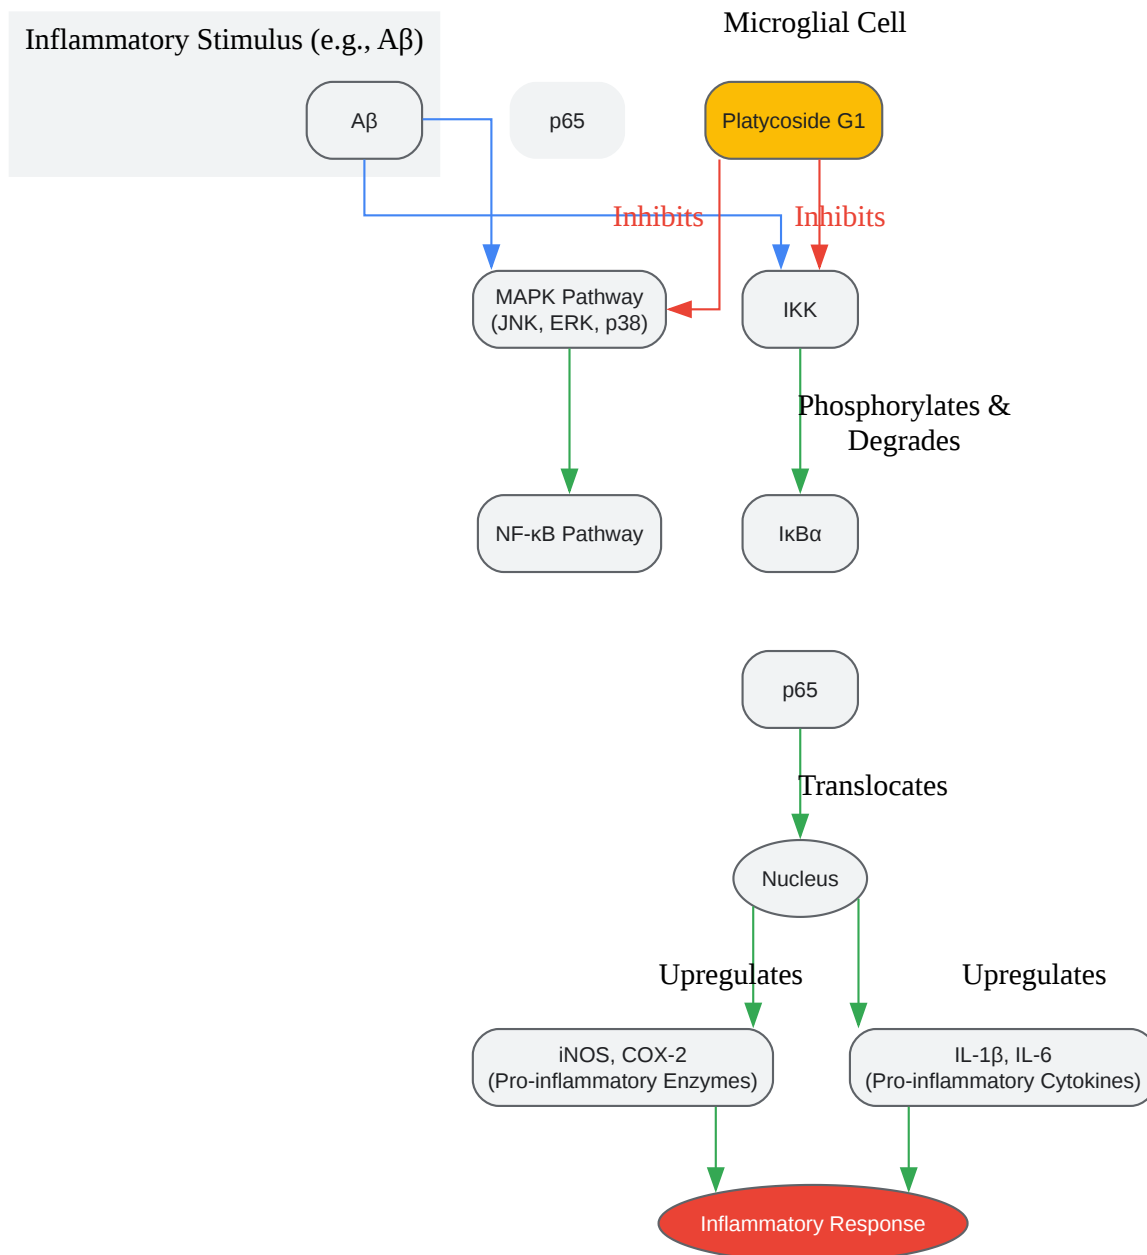 Microglial Cell
Inflammatory Stimulus (e.g., Aβ)
Aβ
p65
Platycoside G1
Inhibits
Inhibits
MAPK Pathway
(JNK, ERK, p38)
IKK
Phosphorylates &
Degrades
NF-κB Pathway
IκBα
p65
Translocates
Nucleus
Upregulates
Upregulates
iNOS, COX-2
(Pro-inflammatory Enzymes)
IL-1β, IL-6
(Pro-inflammatory Cytokines)
Inflammatory Response